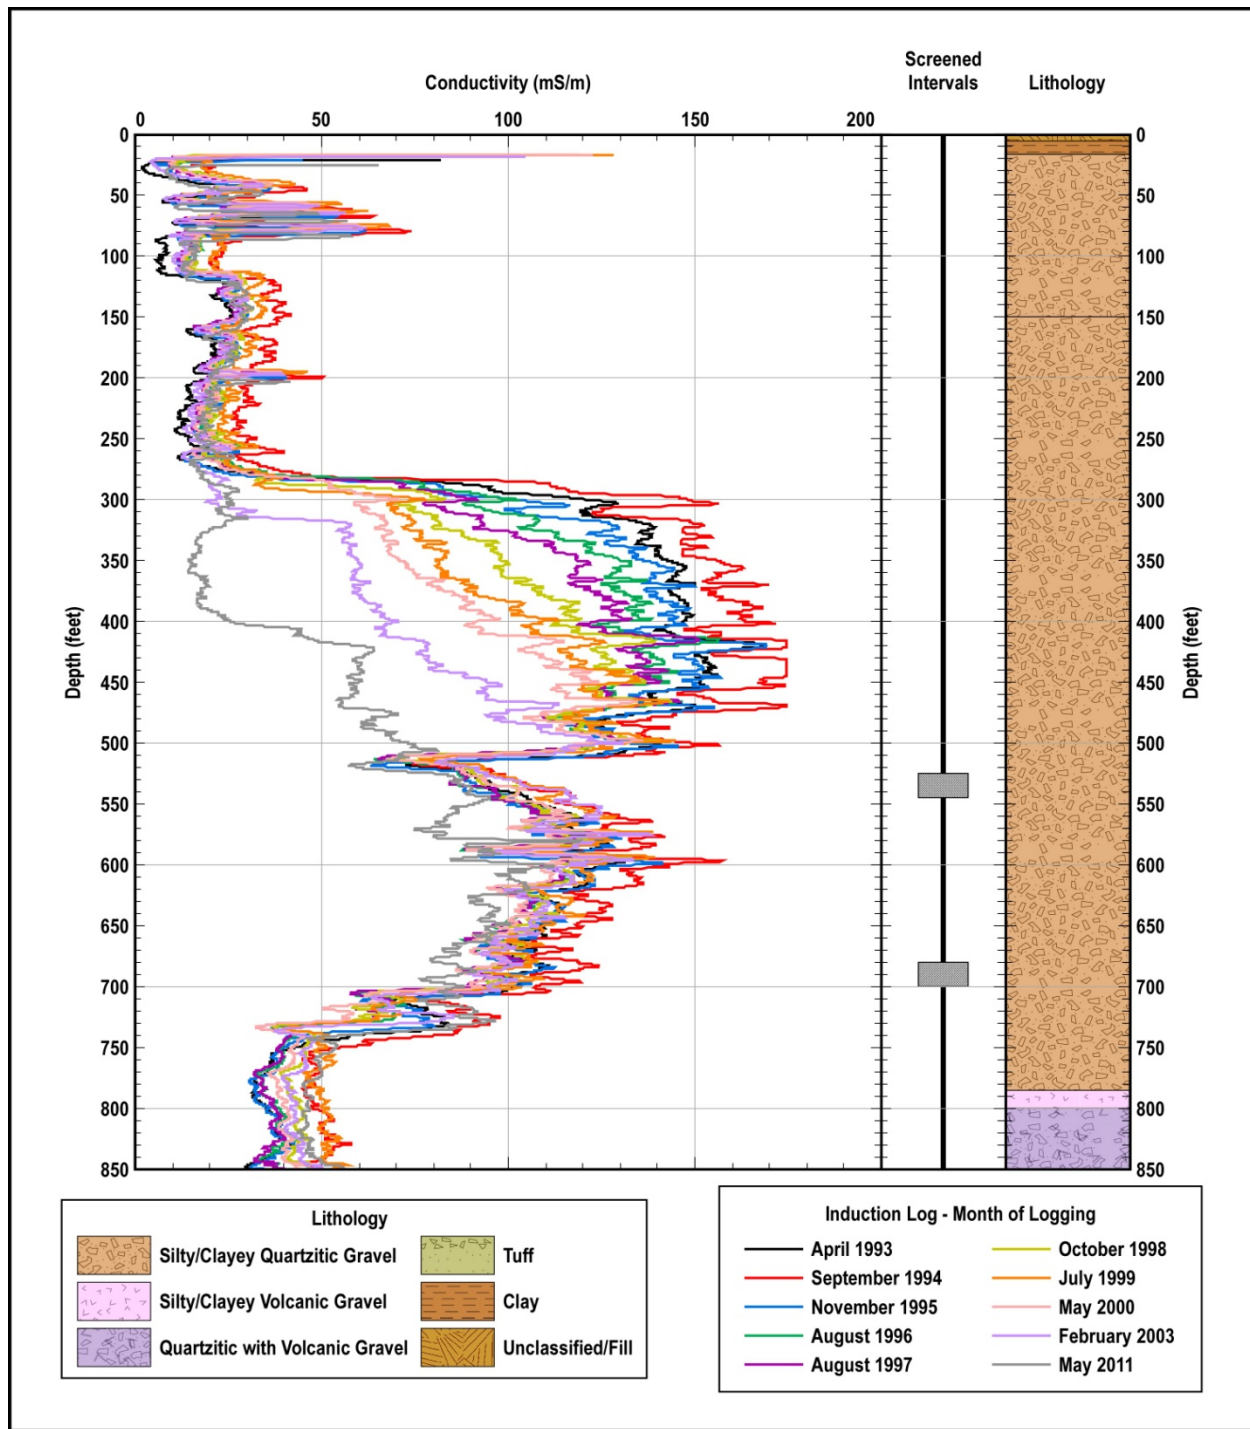 Conductivity (mS/m)
Screened
Intervals
Lithology
0 50 100 150 200
Depth (feet)
0
50
100
150
200
250
300
350
400
450
500
550
600
650
700
750
800
850
0
50
100
150
200
250
300
350
400
450
500
550
600
650
700
750
800
850
Depth (feet)
Lithology
Silty/Clayey Quartzitic Gravel
Silty/Clayey Volcanic Gravel
Quartzitic with Volcanic Gravel
Tuff
Clay
Unclassified/Fill
Induction Log - Month of Logging
April 1993
September 1994
November 1995
August 1996
August 1997
October 1998
July 1999
May 2000
February 2003
May 2011